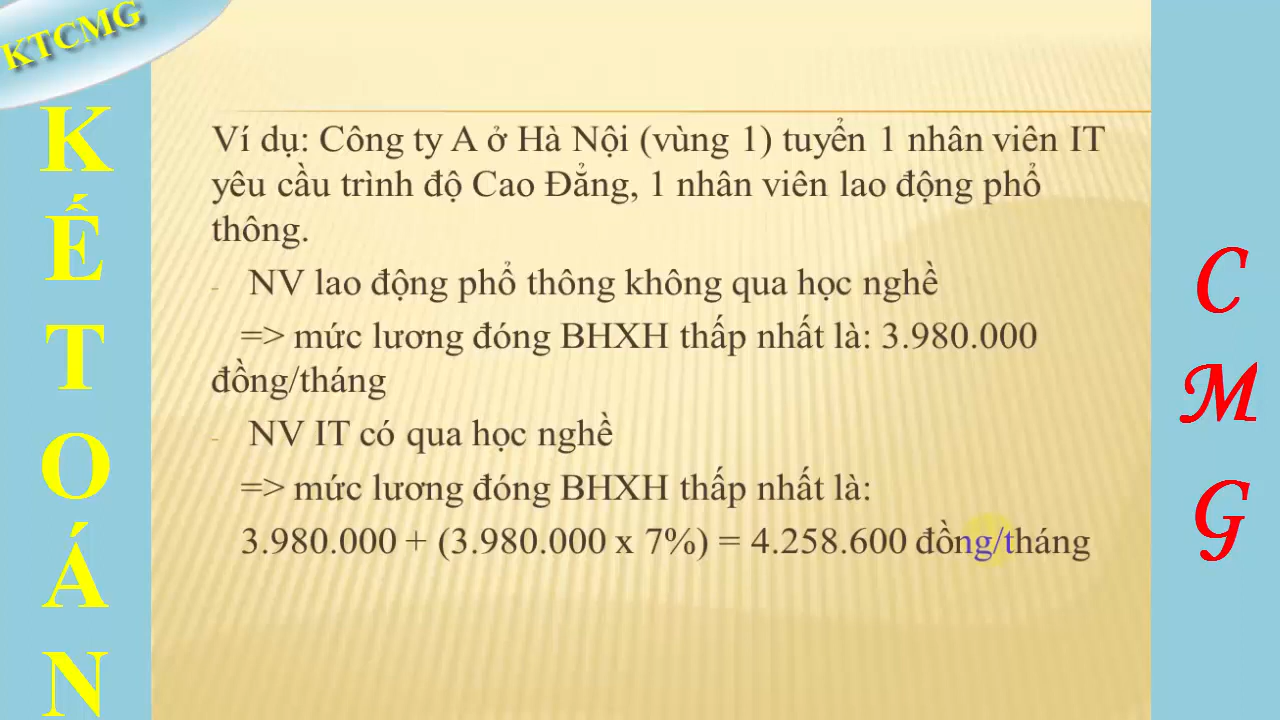 KTCMG
KẾ TOÁN
Ví dụ: Công ty A ở Hà Nội (vùng 1) tuyển 1 nhân viên IT
yêu cầu trình độ Cao Đẳng, 1 nhân viên lao động phổ
thông.
- NV lao động phổ thông không qua học nghề
=> mức lương đóng BHXH thấp nhất là: 3.980.000
đồng/tháng
- NV IT có qua học nghề
=> mức lương đóng BHXH thấp nhất là:
3.980.000 + (3.980.000 x 7%) = 4.258.600 đồng/tháng
CMG